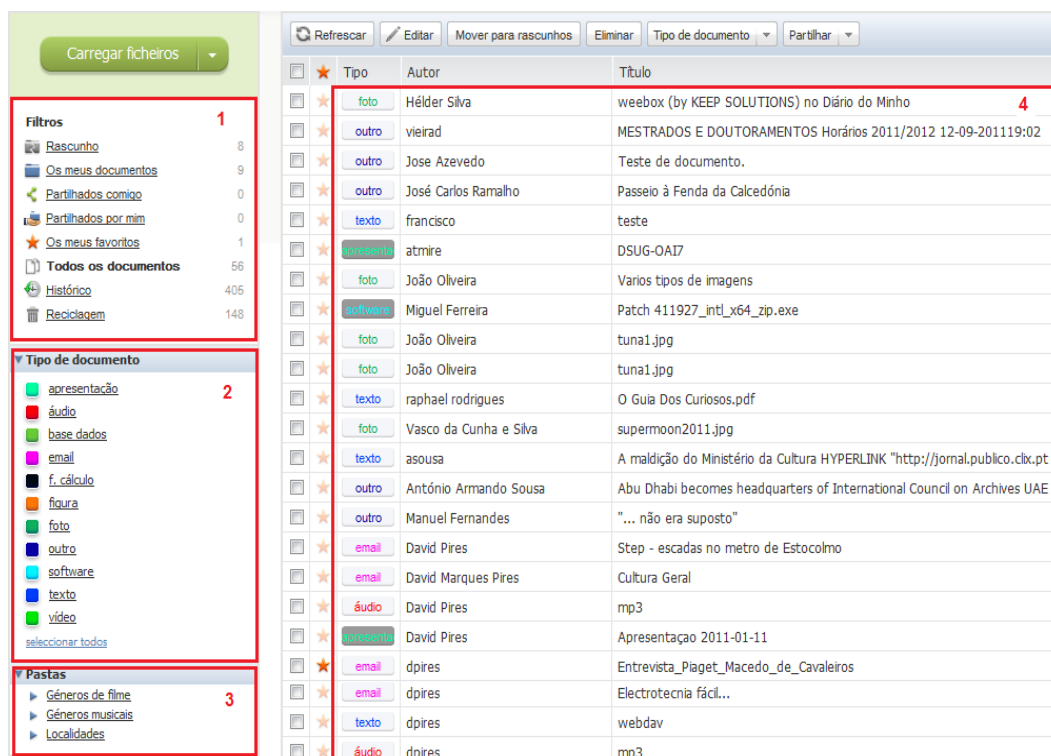 Carregar ficheiros
Filtros 1
Rascunho 8
Os meus documentos 9
Partilhados comigo 0
Partilhados por mim 0
Os meus favoritos 1
Todos os documentos 56
Histórico 405
Reciclagem 148
Tipo de documento
2
apresentação
áudio
base dados
email
f. cálculo
figura
foto
outro
software
texto
vídeo
seleccionar todos
Pastas
3
Géneros de filme
Géneros musicais
Localidades
Refrescar Editar Mover para rascunhos Eliminar Tipo de documento Partilhar
Tipo Autor Título
4
foto Hélder Silva weebox (by KEEP SOLUTIONS) no Diário do Minho
outro vieirad MESTRADOS E DOUTORAMENTOS Horários 2011/2012 12-09-201119:02
outro Jose Azevedo Teste de documento.
outro José Carlos Ramalho Passeio à Fenda da Calcedónia
texto francisco teste
apresenta atmire DSUG-OAI7
foto João Oliveira Varios tipos de imagens
software Miguel Ferreira Patch 411927_intl_x64_zip.exe
foto João Oliveira tuna1.jpg
foto João Oliveira tuna1.jpg
texto raphael rodrigues O Guia Dos Curiosos.pdf
foto Vasco da Cunha e Silva supermoon2011.jpg
texto asousa A maldição do Ministério da Cultura HYPERLINK "http://jornal.publico.clix.pt
outro António Armando Sousa Abu Dhabi becomes headquarters of International Council on Archives UAE
outro Manuel Fernandes "... não era suposto"
email David Pires Step - escadas no metro de Estocolmo
email David Marques Pires Cultura Geral
áudio David Pires mp3
apresenta David Pires Apresentaçao 2011-01-11
email dpires Entrevista_Piaget_Macedo_de_Cavaleiros
email dpires Electrotecnia fácil...
texto dpires webdav
áudio dpires mp3